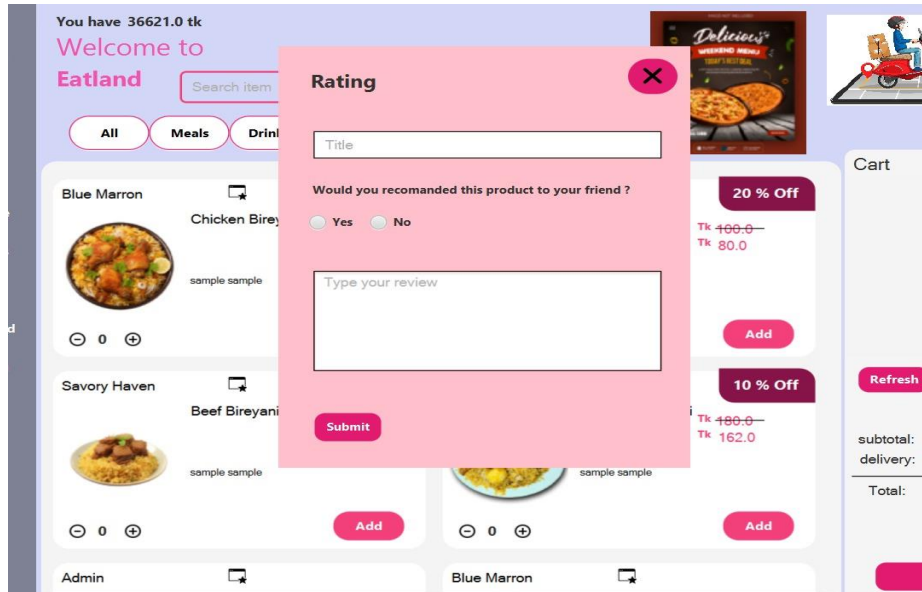 You have 36621.0 tk
Welcome to
Eatland
Search item
All
Meals
Delicious
WEEKEND MENU
TODAY'S BEST DEAL
Rating
Title
Would you recomanded this product to your friend ?
Yes
No
Type your review
Submit
Cart
Blue Marron
Chicken Birey
sample sample
0
20 % Off
Tk 100.0
Tk 80.0
Add
Savory Haven
Beef Bireyani
sample sample
0
Add
10 % Off
Tk 180.0
Tk 162.0
sample sample
0
Add
Refresh
subtotal:
delivery:
Total:
Admin
Blue Marron